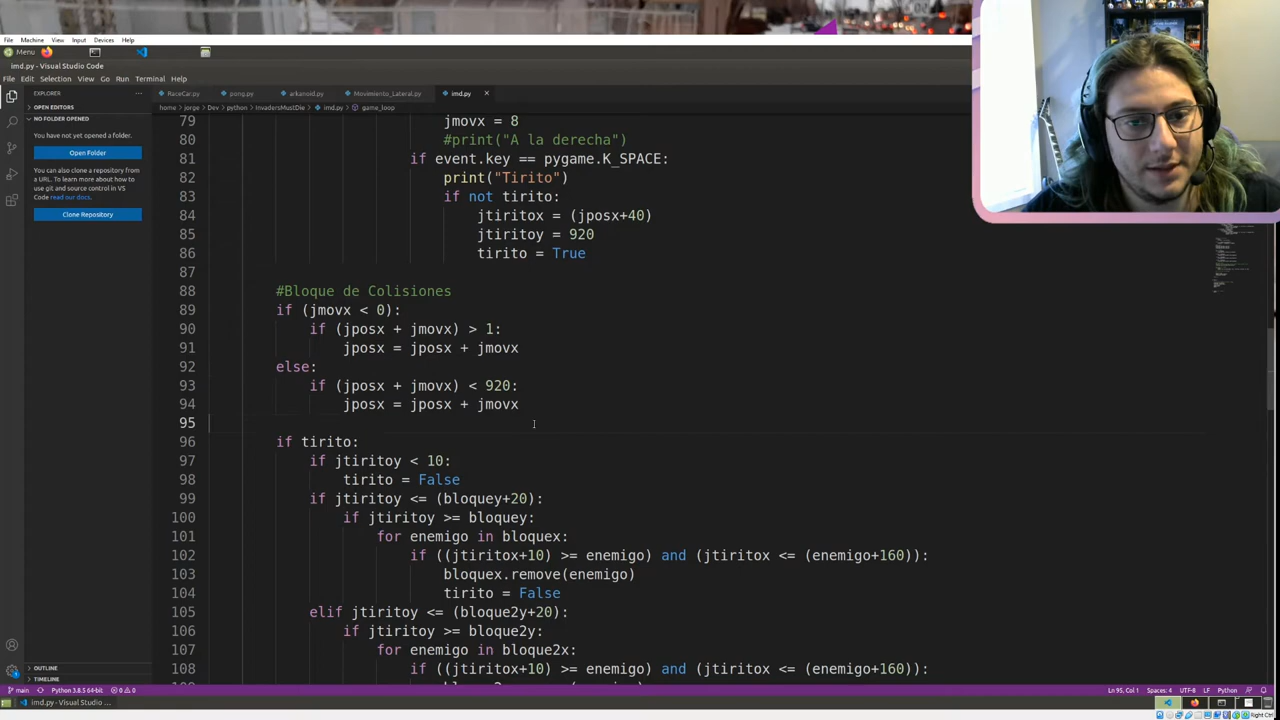 File Machine View Input Devices Help
Menu
imd.py - Visual Studio Code
File Edit Selection View Go Run Terminal Help
EXPLORER
RaceCar.py pong.py arkanoid.py Movimiento_Lateral.py imd.py
OPEN EDITORS
home > jorge > Dev > python > InvadersMustDie > imd.py > game_loop
NO FOLDER OPENED
You have not yet opened a folder.
Open Folder
You can also clone a repository
from a URL. To learn more about
how to use git and source
control in VS
Code read our docs.
Clone Repository
79 jmovx = 8
80 #print("A la derecha")
81 if event.key == pygame.K_SPACE:
82 print("Tirito")
83 if not tirito:
84 jtiritox = (jposx+40)
85 jtiritoy = 920
86 tirito = True
87
88 #Bloque de Colisiones
89 if (jmovx < 0):
90 if (jposx + jmovx) > 1:
91 jposx = jposx + jmovx
92 else:
93 if (jposx + jmovx) < 920:
94 jposx = jposx + jmovx
95
96 if tirito:
97 if jtiritoy < 10:
98 tirito = False
99 if jtiritoy <= (bloquey+20):
100 if jtiritoy >= bloquey:
101 for enemigo in bloquex:
102 if ((jtiritox+10) >= enemigo) and (jtiritox <= (enemigo+160)):
103 bloquex.remove(enemigo)
104 tirito = False
105 elif jtiritoy <= (bloque2y+20):
106 if jtiritoy >= bloque2y:
107 for enemigo in bloque2x:
108 if ((jtiritox+10) >= enemigo) and (jtiritox <= (enemigo+160)):
OUTLINE
TIMELINE
main Python 3.8.5 64-bit 0 0 Ln 95, Col 1 Spaces: 4 UTF-8 LF Python
imd.py - Visual Studio ...
Right Ctrl